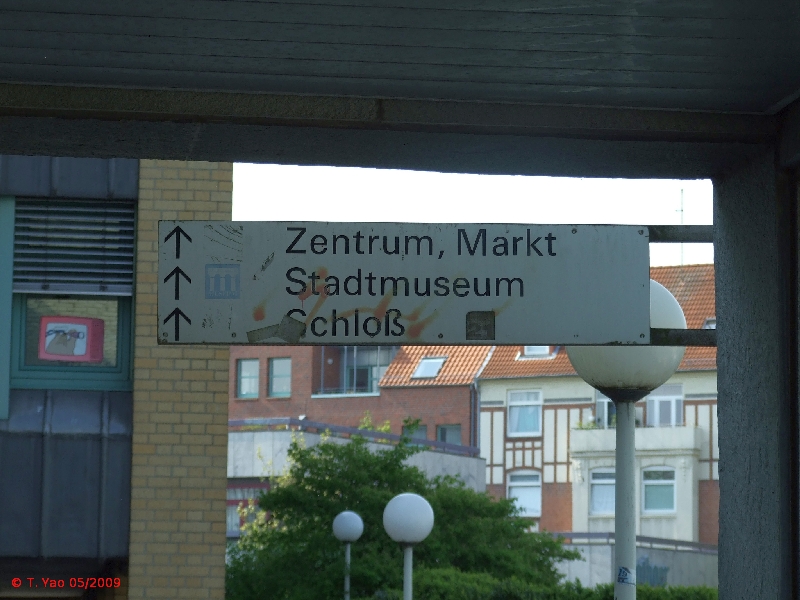 Zentrum, Markt
Stadtmuseum
Schloß
© T. Yao 05/2009